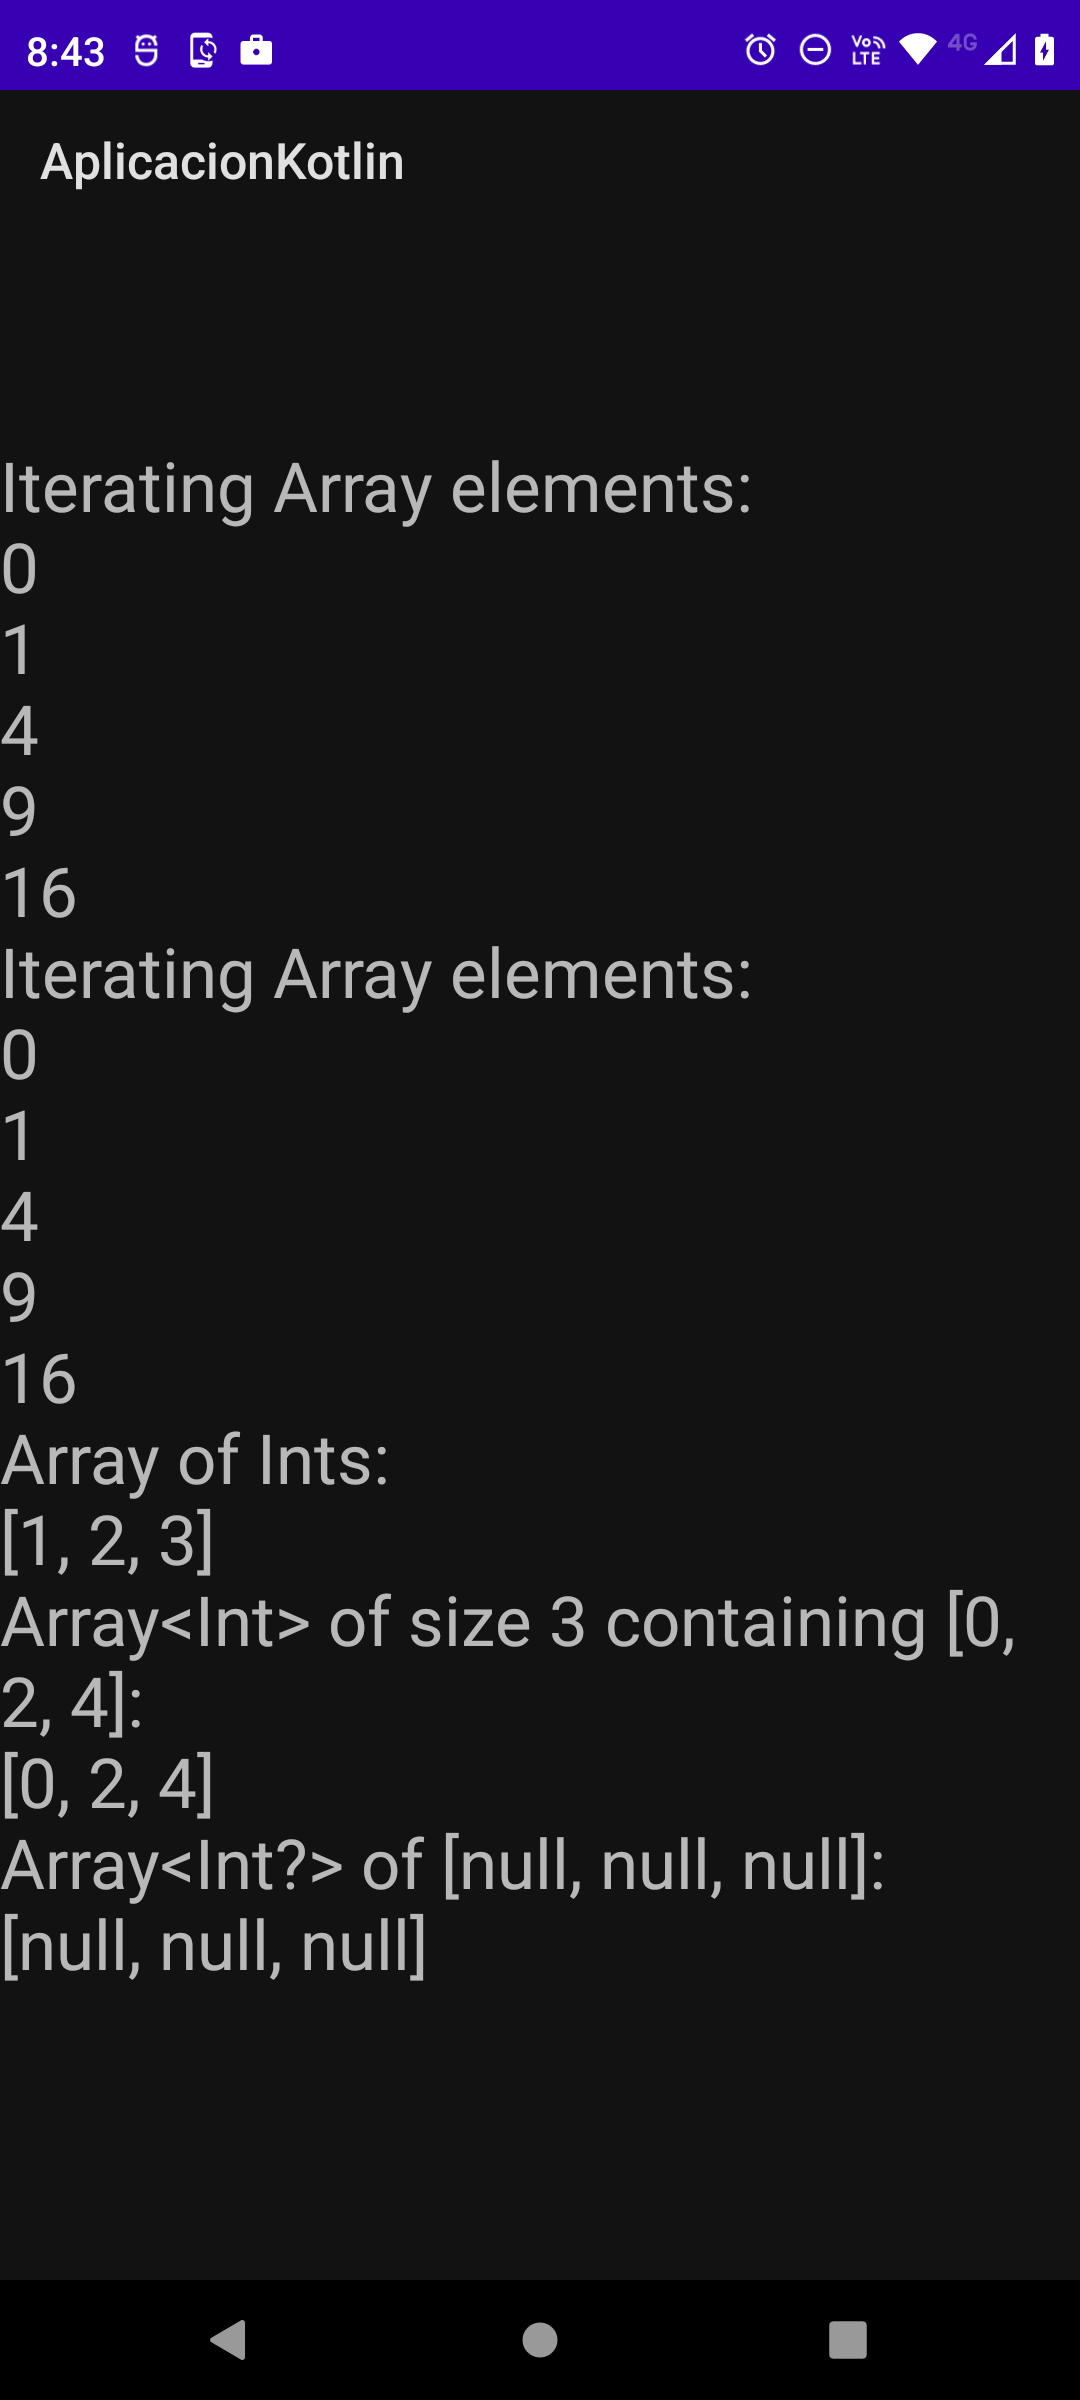 8:43
Vo LTE 4G
AplicacionKotlin
Iterating Array elements:
0
1
4
9
16
Iterating Array elements:
0
1
4
9
16
Array of Ints:
[1, 2, 3]
Array<Int> of size 3 containing [0,
2, 4]:
[0, 2, 4]
Array<Int?> of [null, null, null]:
[null, null, null]